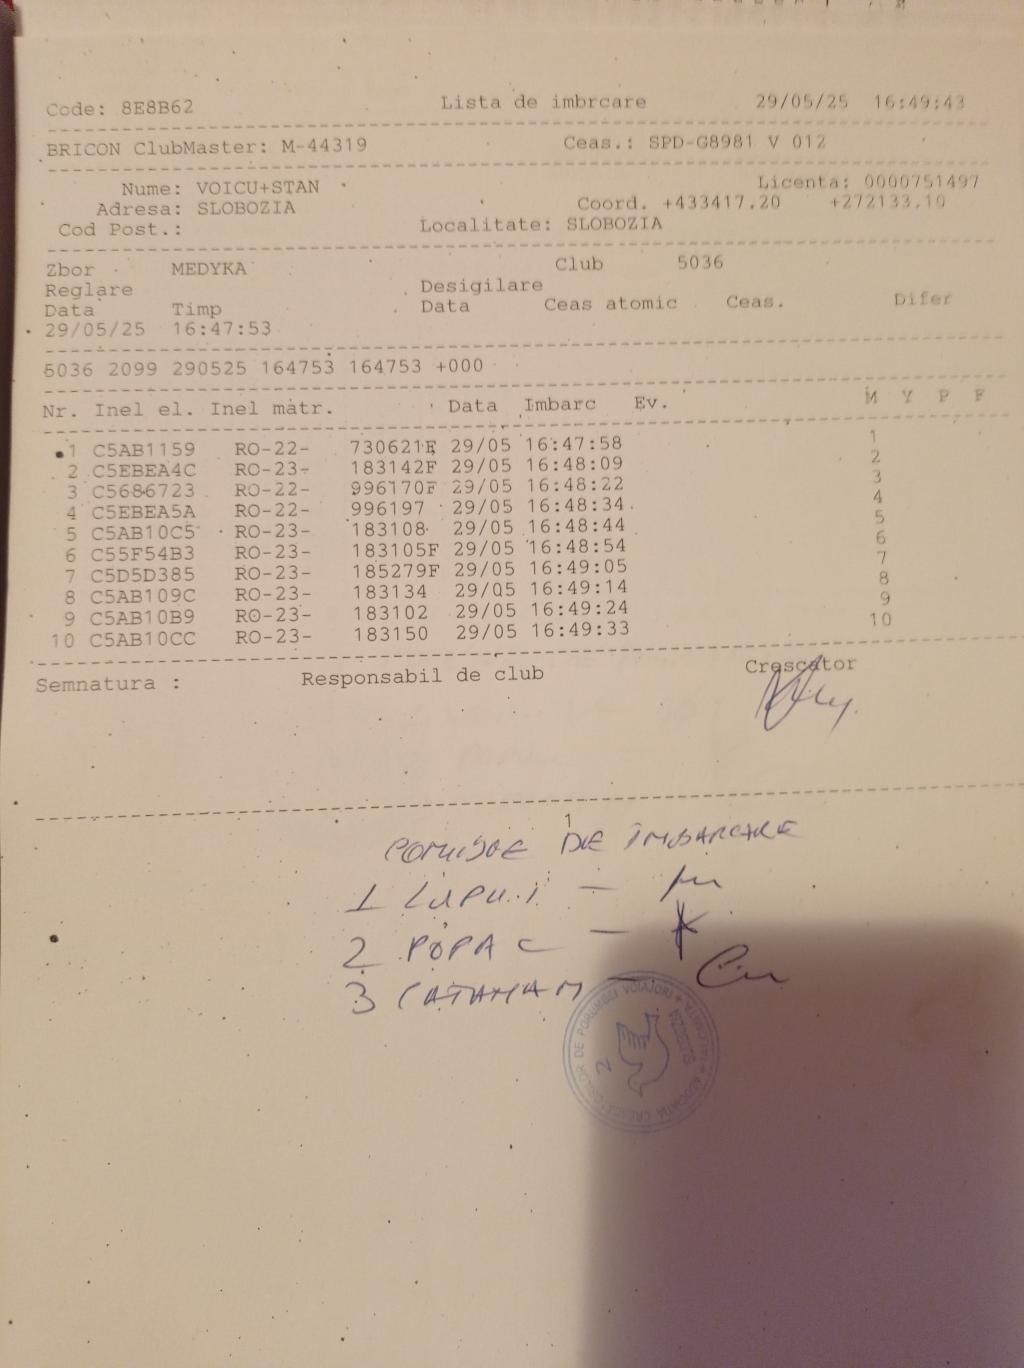 Code: 8E8B62 Lista de imbrcare 29/05/25 16:49:43
BRICON ClubMaster: M-44319 Ceas.: SPD-G8981 V 012
Nume: VOICU+STAN Licenta: 0000751497
Adresa: SLOBOZIA Coord. +433417.20 +272133.10
Cod Post.: Localitate: SLOBOZIA
Zbor MEDYKA Club 5036
Reglare Desigilare
Data Timp Data Ceas atomic Ceas. Difer
29/05/25 16:47:53
5036 2099 290525 164753 164753 +000
Nr. Inel el. Inel matr. Data Imbarc Ev. M Y P F
1 C5AB1159 RO-22- 730621F 29/05 16:47:58 1
2 C5EBEA4C RO-23- 183142F 29/05 16:48:09 2
3 C5686723 RO-22- 996170F 29/05 16:48:22 3
4 C5EBEA5A RO-22- 996197 29/05 16:48:34 4
5 C5AB10C5 RO-23- 183108 29/05 16:48:44 5
6 C55F54B3 RO-23- 183105F 29/05 16:48:54 6
7 C5D5D385 RO-23- 185279F 29/05 16:49:05 7
8 C5AB109C RO-23- 183134 29/05 16:49:14 8
9 C5AB10B9 RO-23- 183102 29/05 16:49:24 9
10 C5AB10CC RO-23- 183150 29/05 16:49:33 10
Semnatura : Responsabil de club Crescator
1
DE
1
2 POPA C
3
DE PORUMBEI VOIAJORI
SLOBOZIA
2